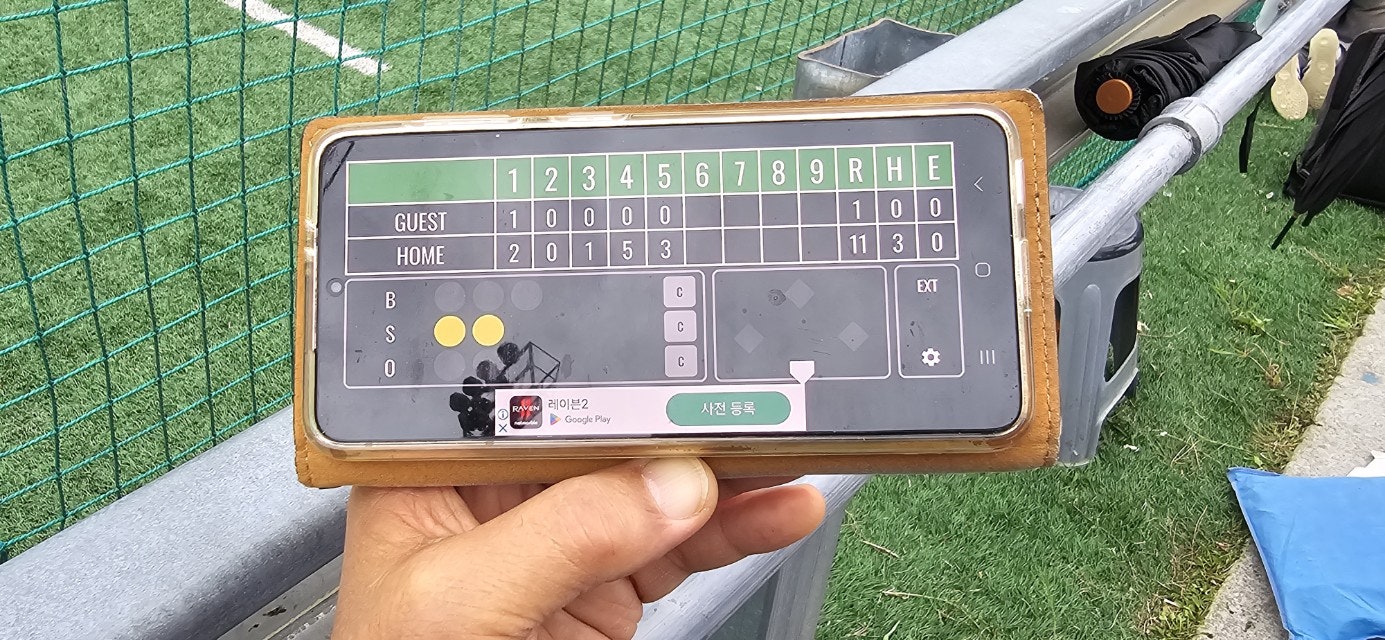 1 2 3 4 5 6 7 8 9 R H E
GUEST 1 0 0 0 0 1 0 0
HOME 2 0 1 5 3 11 3 0
B C
EXT
S C
O C
RAVEN
레이븐2
Google Play
사전 등록